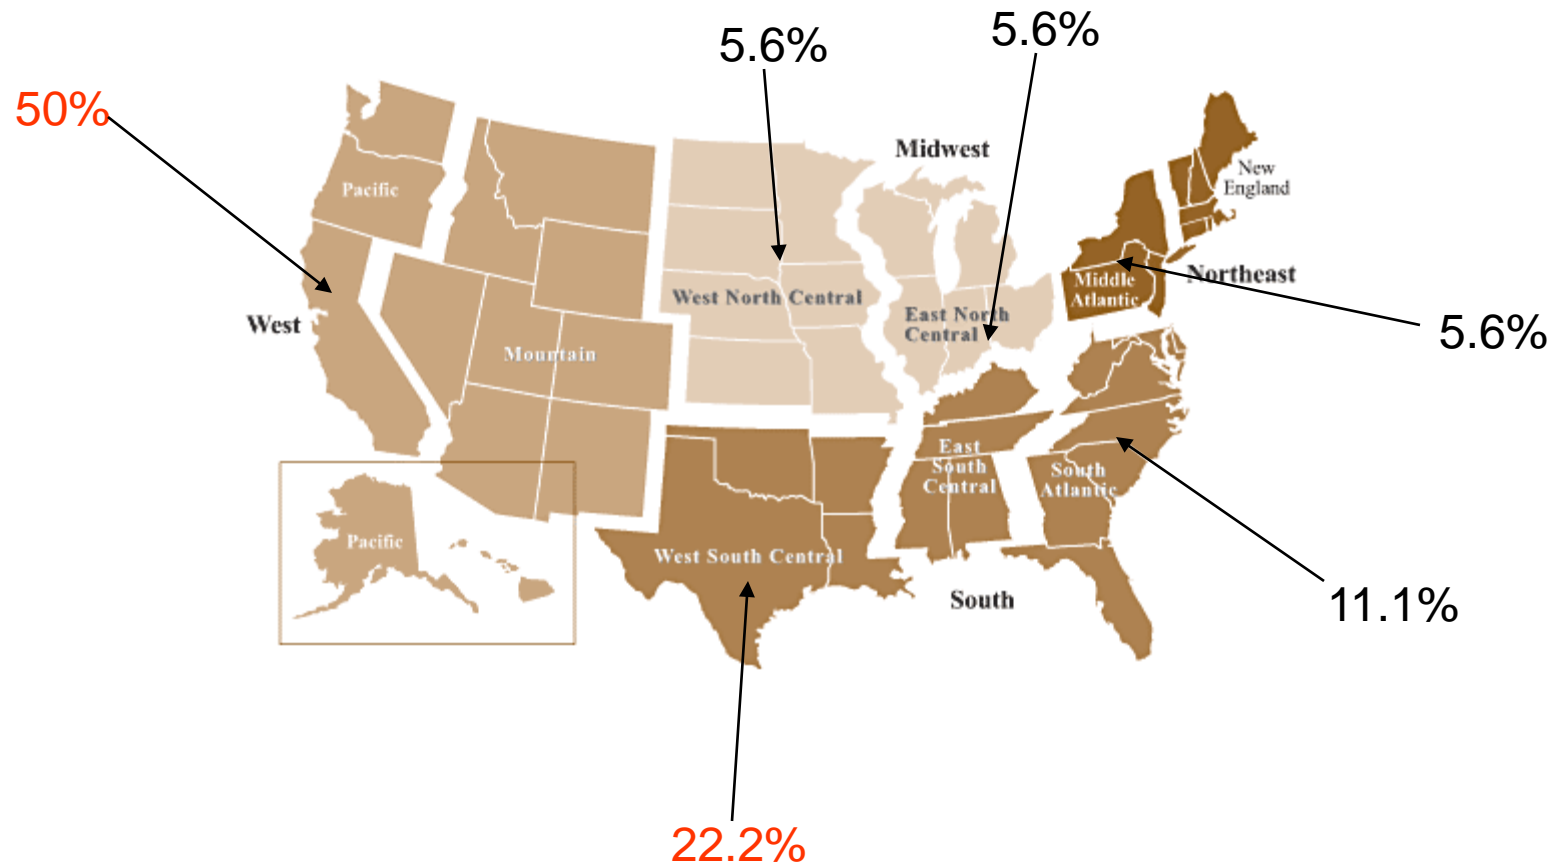 5.6%
5.6%
50%
Midwest
New
England
Pacific
Northeast
Middle
Atlantic
West North Central
East North
Central
West
5.6%
Mountain
East
South
Central
South
Atlantic
Pacific
West South Central
South
11.1%
22.2%